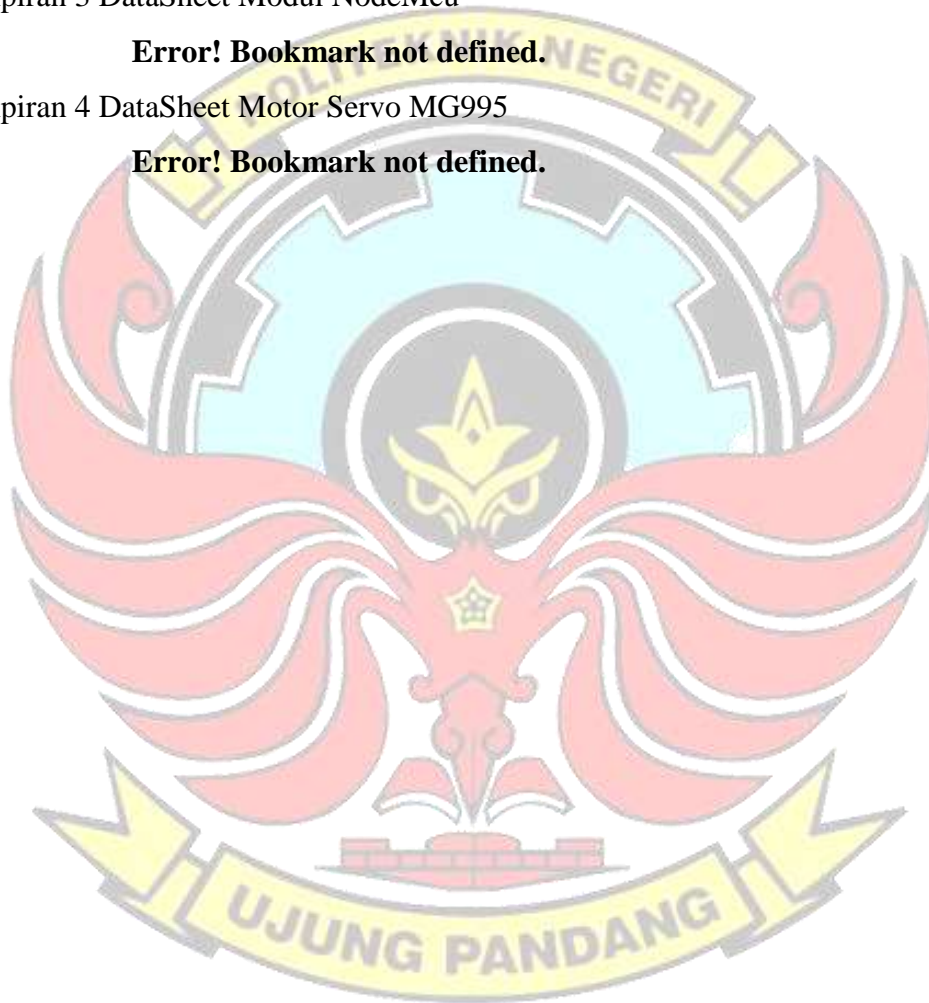 piran 3 DataSheet Modul NodeMcu
Error! Bookmark not defined.
POLITEKNIK NEGERI
piran 4 DataSheet Motor Servo MG995
Error! Bookmark not defined.
UJUNG PANDANG